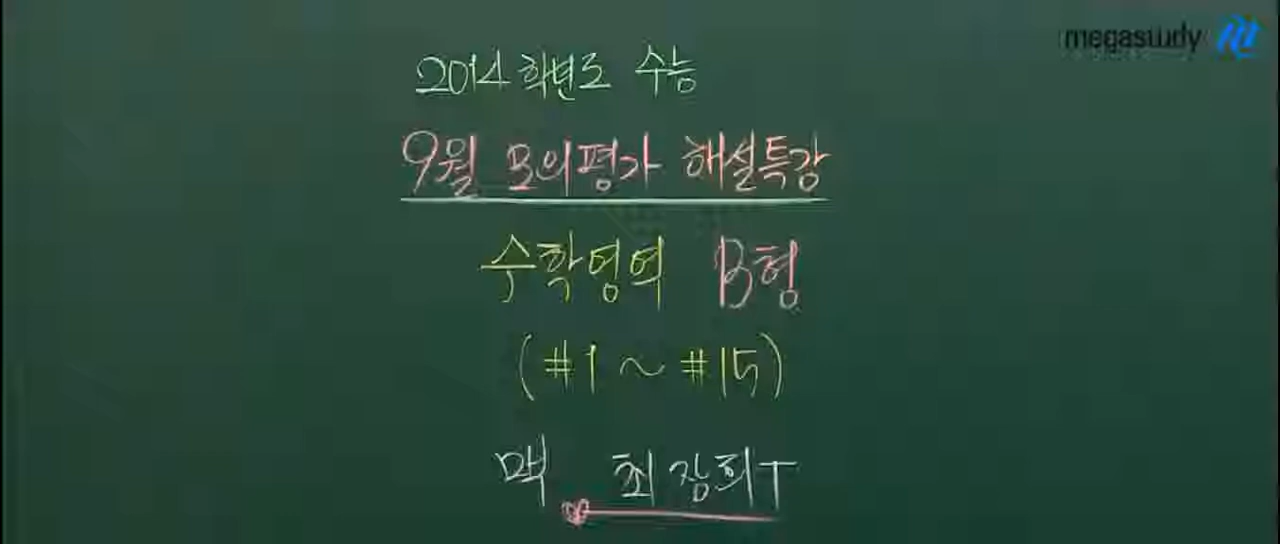 megastudy
2014 학년도 수능
9월 모의평가 해설특강
수학영역 B형
(#1 ~ #15)
맥 최장희T